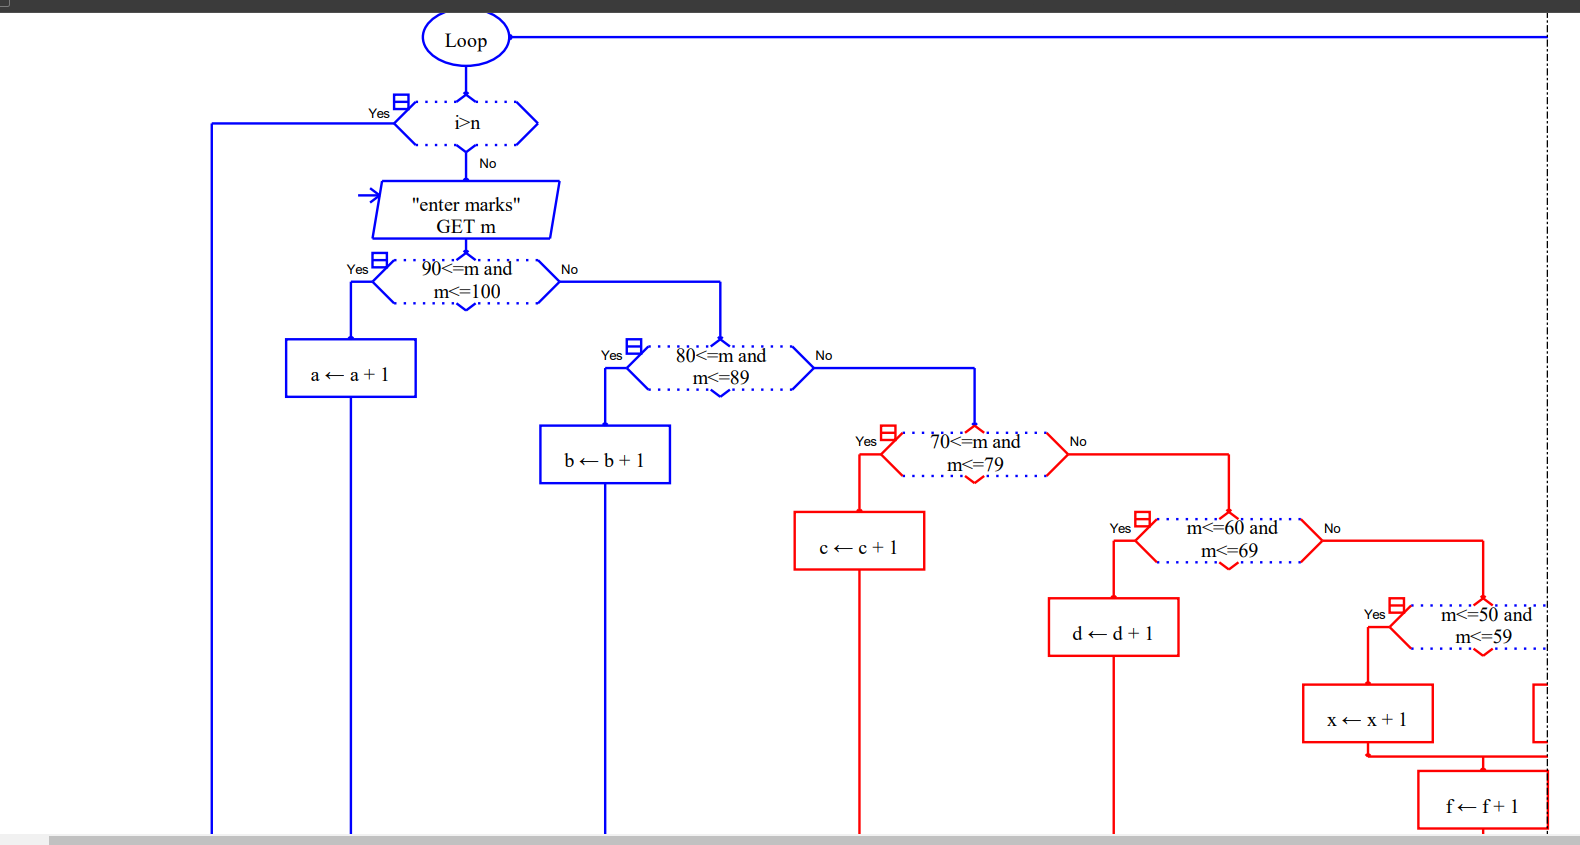 Loop
Yes
i>n
No
"enter marks"
GET m
Yes
90<=m and
m<=100
No
a ← a + 1
Yes
80<=m and
m<=89
No
b ← b + 1
Yes
70<=m and
m<=79
No
c ← c + 1
Yes
m<=60 and
m<=69
No
d ← d + 1
Yes
m<=50 and
m<=59
x ← x + 1
f ← f + 1